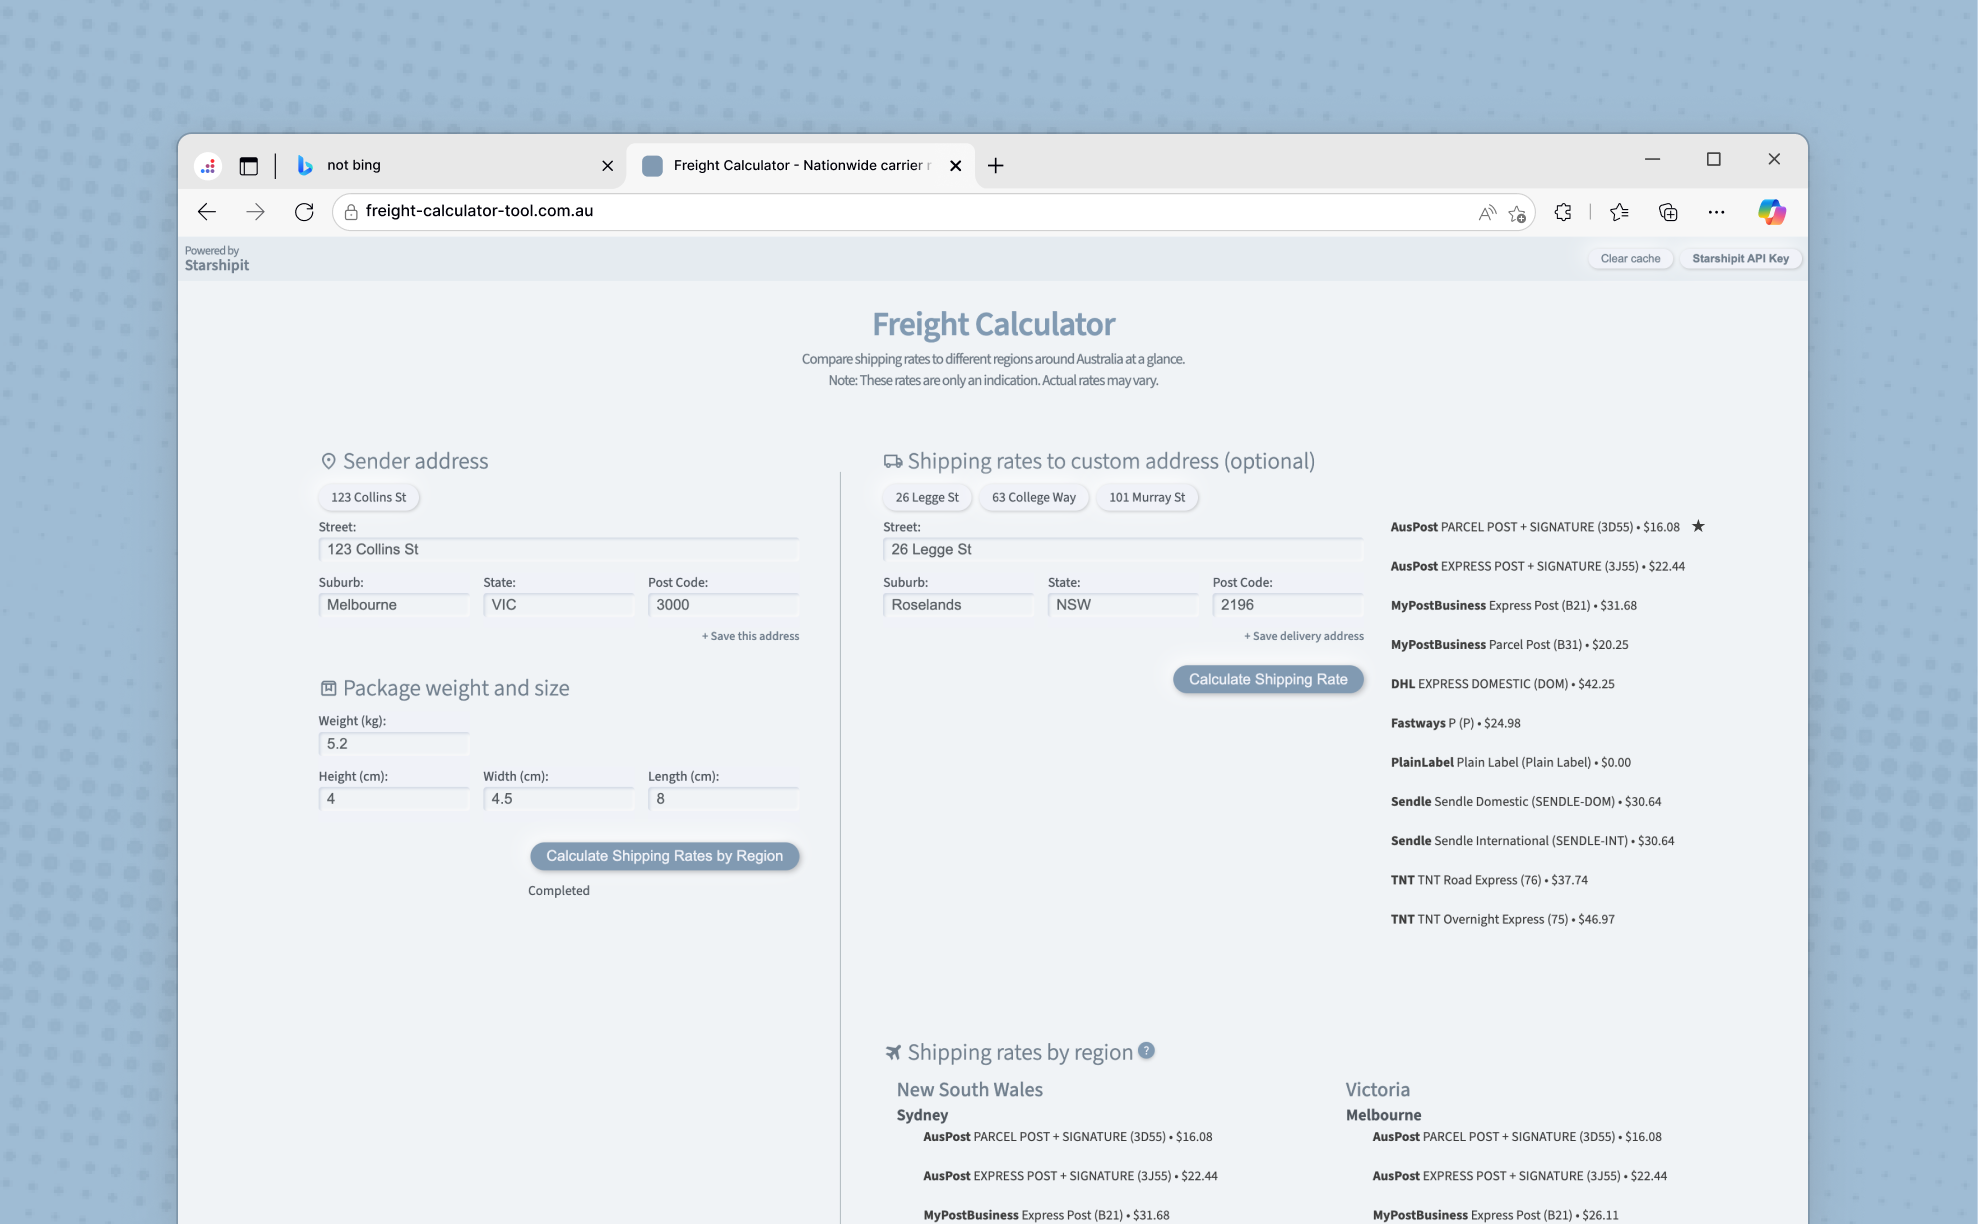 not bing
Freight Calculator - Nationwide carrier
freight-calculator-tool.com.au
Powered by
Starshipit
Clear cache
Starshipit API Key
Freight Calculator
Compare shipping rates to different regions around Australia at a glance.
Note: These rates are only an indication. Actual rates may vary.
Sender address
123 Collins St
Street:
123 Collins St
Suburb:
State:
Post Code:
Melbourne
VIC
3000
+ Save this address
Package weight and size
Weight (kg):
5.2
Height (cm):
Width (cm):
Length (cm):
4
4.5
8
Calculate Shipping Rates by Region
Completed
Shipping rates to custom address (optional)
26 Legge St
63 College Way
101 Murray St
Street:
26 Legge St
Suburb:
State:
Post Code:
Roselands
NSW
2196
+ Save delivery address
Calculate Shipping Rate
AusPost PARCEL POST + SIGNATURE (3D55) • $16.08 ★
AusPost EXPRESS POST + SIGNATURE (3J55) • $22.44
MyPostBusiness Express Post (B21) • $31.68
MyPostBusiness Parcel Post (B31) • $20.25
DHL EXPRESS DOMESTIC (DOM) • $42.25
Fastways P (P) • $24.98
PlainLabel Plain Label (Plain Label) • $0.00
Sendle Sendle Domestic (SENDLE-DOM) • $30.64
Sendle Sendle International (SENDLE-INT) • $30.64
TNT TNT Road Express (76) • $37.74
TNT TNT Overnight Express (75) • $46.97
Shipping rates by region ?
New South Wales
Sydney
AusPost PARCEL POST + SIGNATURE (3D55) • $16.08
AusPost EXPRESS POST + SIGNATURE (3J55) • $22.44
MyPostBusiness Express Post (B21) • $31.68
Victoria
Melbourne
AusPost PARCEL POST + SIGNATURE (3D55) • $16.08
AusPost EXPRESS POST + SIGNATURE (3J55) • $22.44
MyPostBusiness Express Post (B21) • $26.11